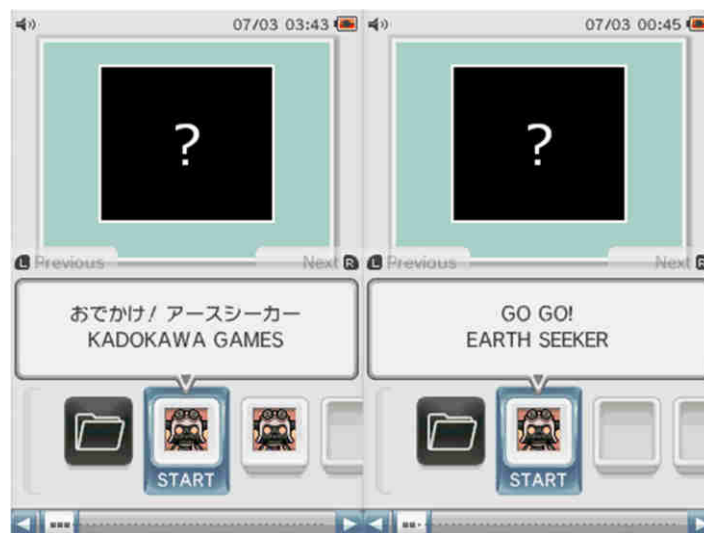 07/03 03:43
?
L Previous
Next R
おでかけ! アースシーカー
KADOKAWA GAMES
START
07/03 00:45
?
L Previous
Next R
GO GO!
EARTH SEEKER
START